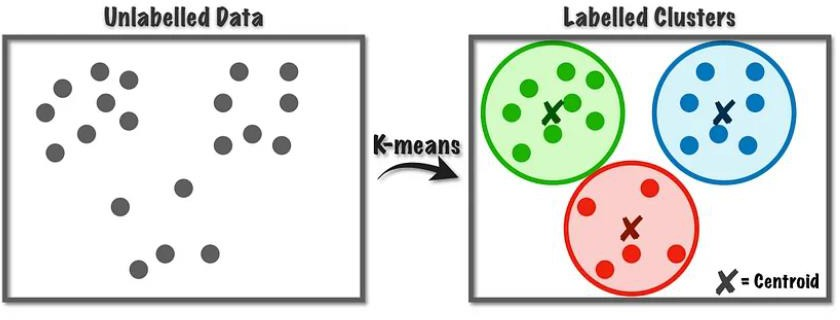 Unlabelled Data
Labelled Clusters
K-means
X = Centroid